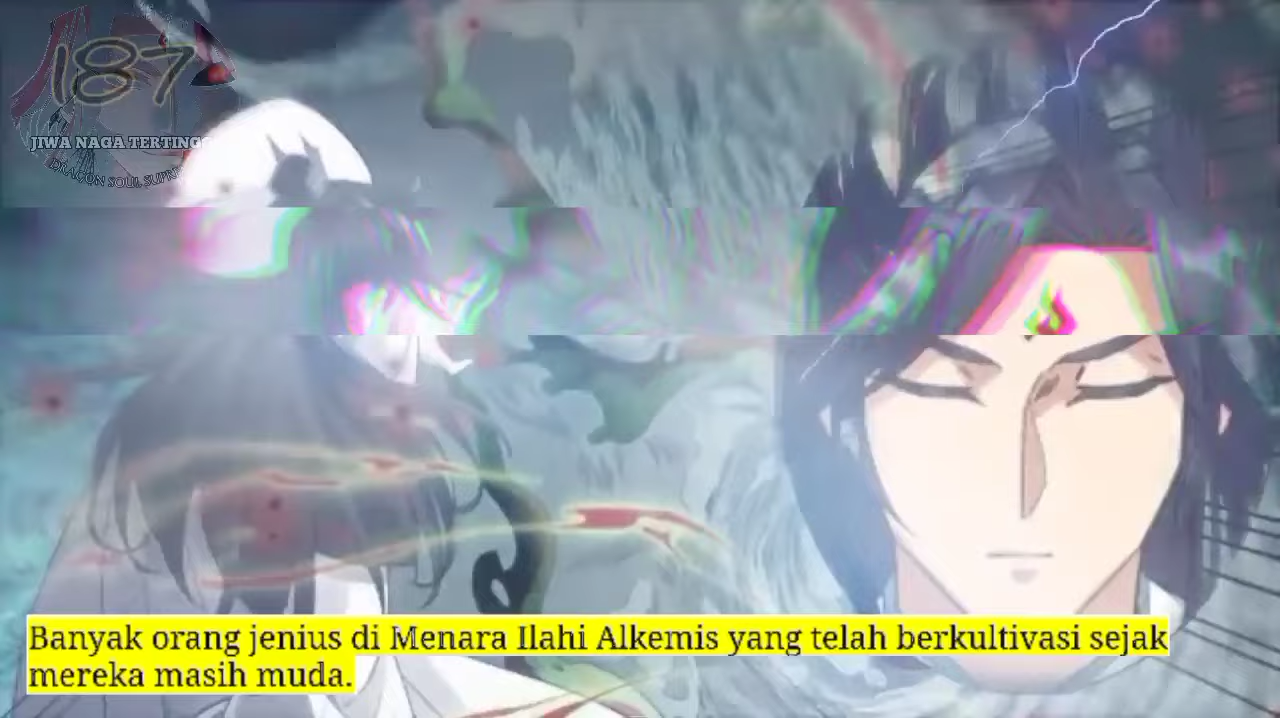 187
JIWA NAGA TERTING
DRAGON SOUL SUPR
Banyak orang jenius di Menara Ilahi Alkemis yang telah berkultivasi sejak
mereka masih muda.